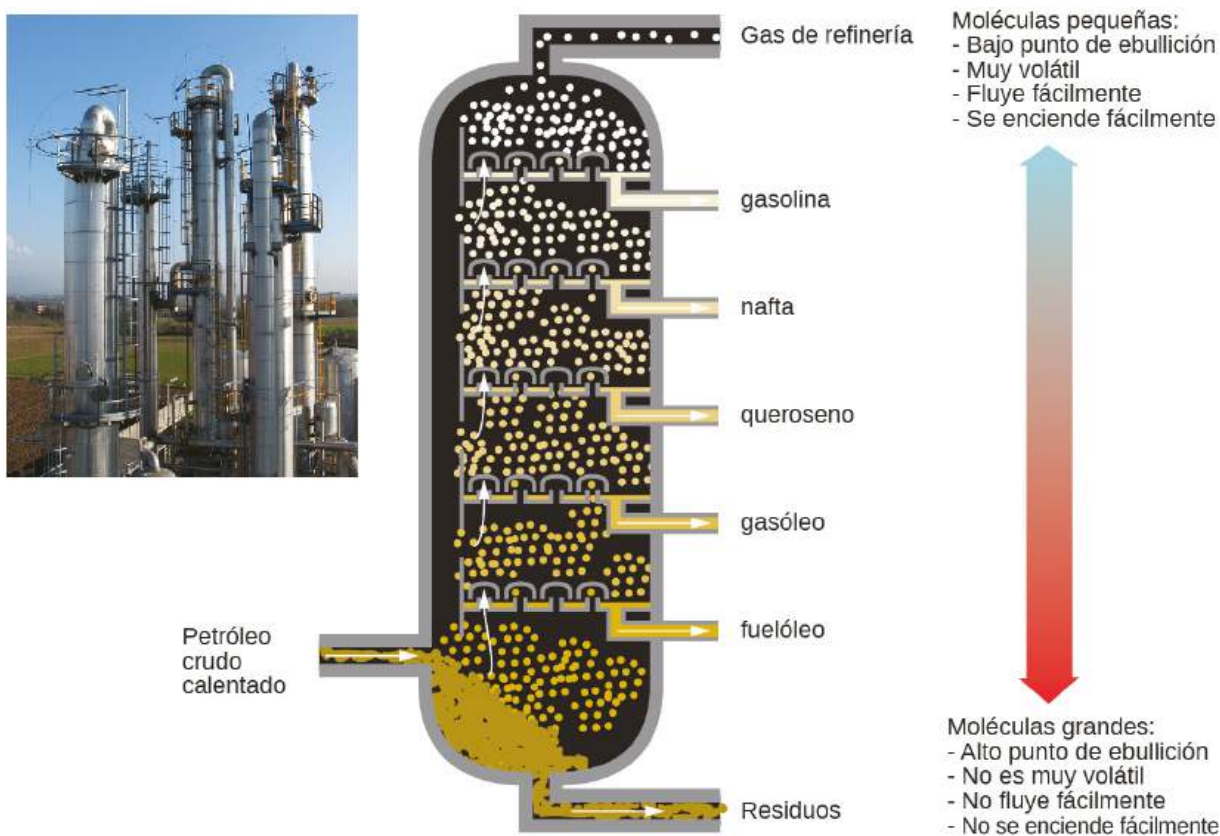 Gas de refinería
Moléculas pequeñas:
- Bajo punto de ebullición
- Muy volátil
- Fluye fácilmente
- Se enciende fácilmente
gasolina
nafta
queroseno
gasóleo
fuelóleo
Petróleo
crudo
calentado
Residuos
Moléculas grandes:
- Alto punto de ebullición
- No es muy volátil
- No fluye fácilmente
- No se enciende fácilmente